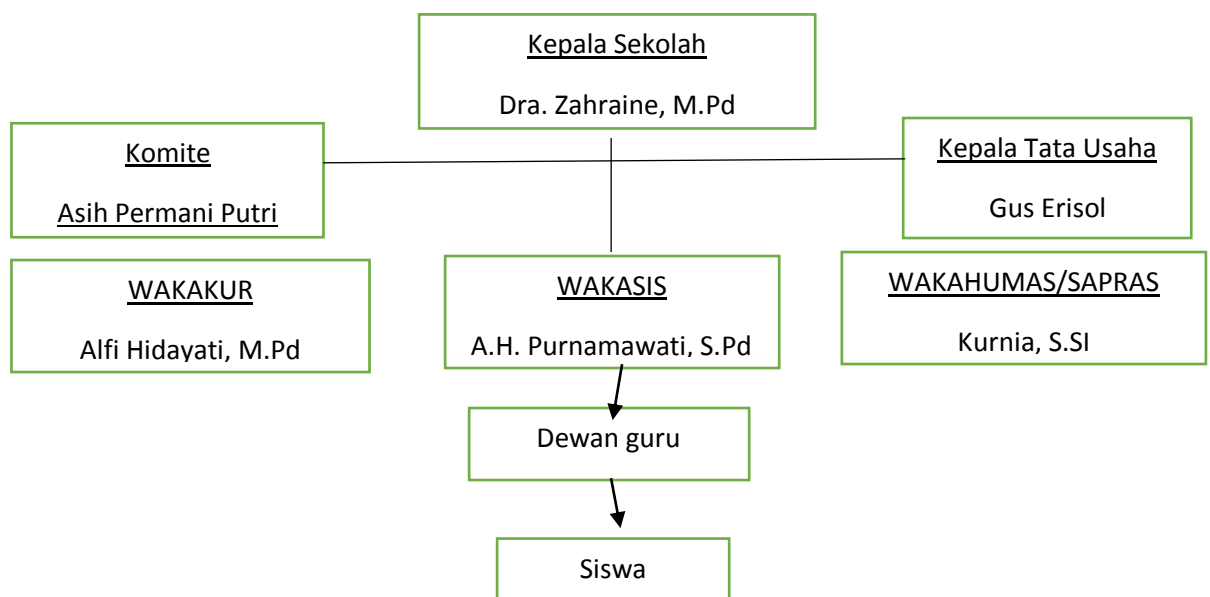 Kepala Sekolah
Dra. Zahraine, M.Pd
Komite
Asih Permani Putri
Kepala Tata Usaha
Gus Erisol
WAKAKUR
Alfi Hidayati, M.Pd
WAKASIS
A.H. Purnamawati, S.Pd
WAKAHUMAS/SAPRAS
Kurnia, S.SI
Dewan guru
Siswa